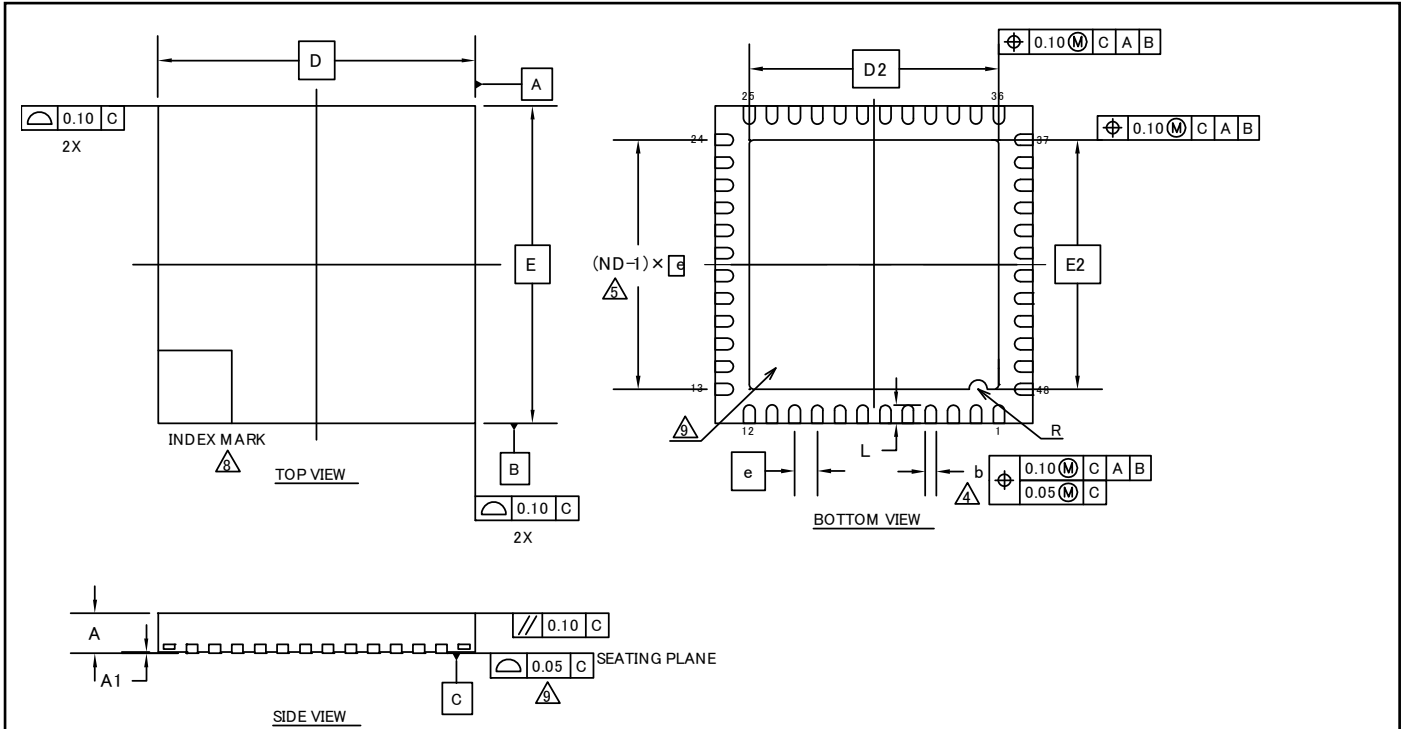 D
A
⌓ 0.10 C
2X
E
INDEX MARK
8
TOP VIEW
B
⌓ 0.10 C
2X
⌖ 0.10 Ⓜ C A B
D2
25
36
⌖ 0.10 Ⓜ C A B
24
37
(ND-1)× e
5
E2
13
48
9
12
1
L
R
e
b
4
⌖ 0.10 Ⓜ C A B
0.05 Ⓜ C
BOTTOM VIEW
A
// 0.10 C
A1
⌓ 0.05 C
SEATING PLANE
9
C
SIDE VIEW